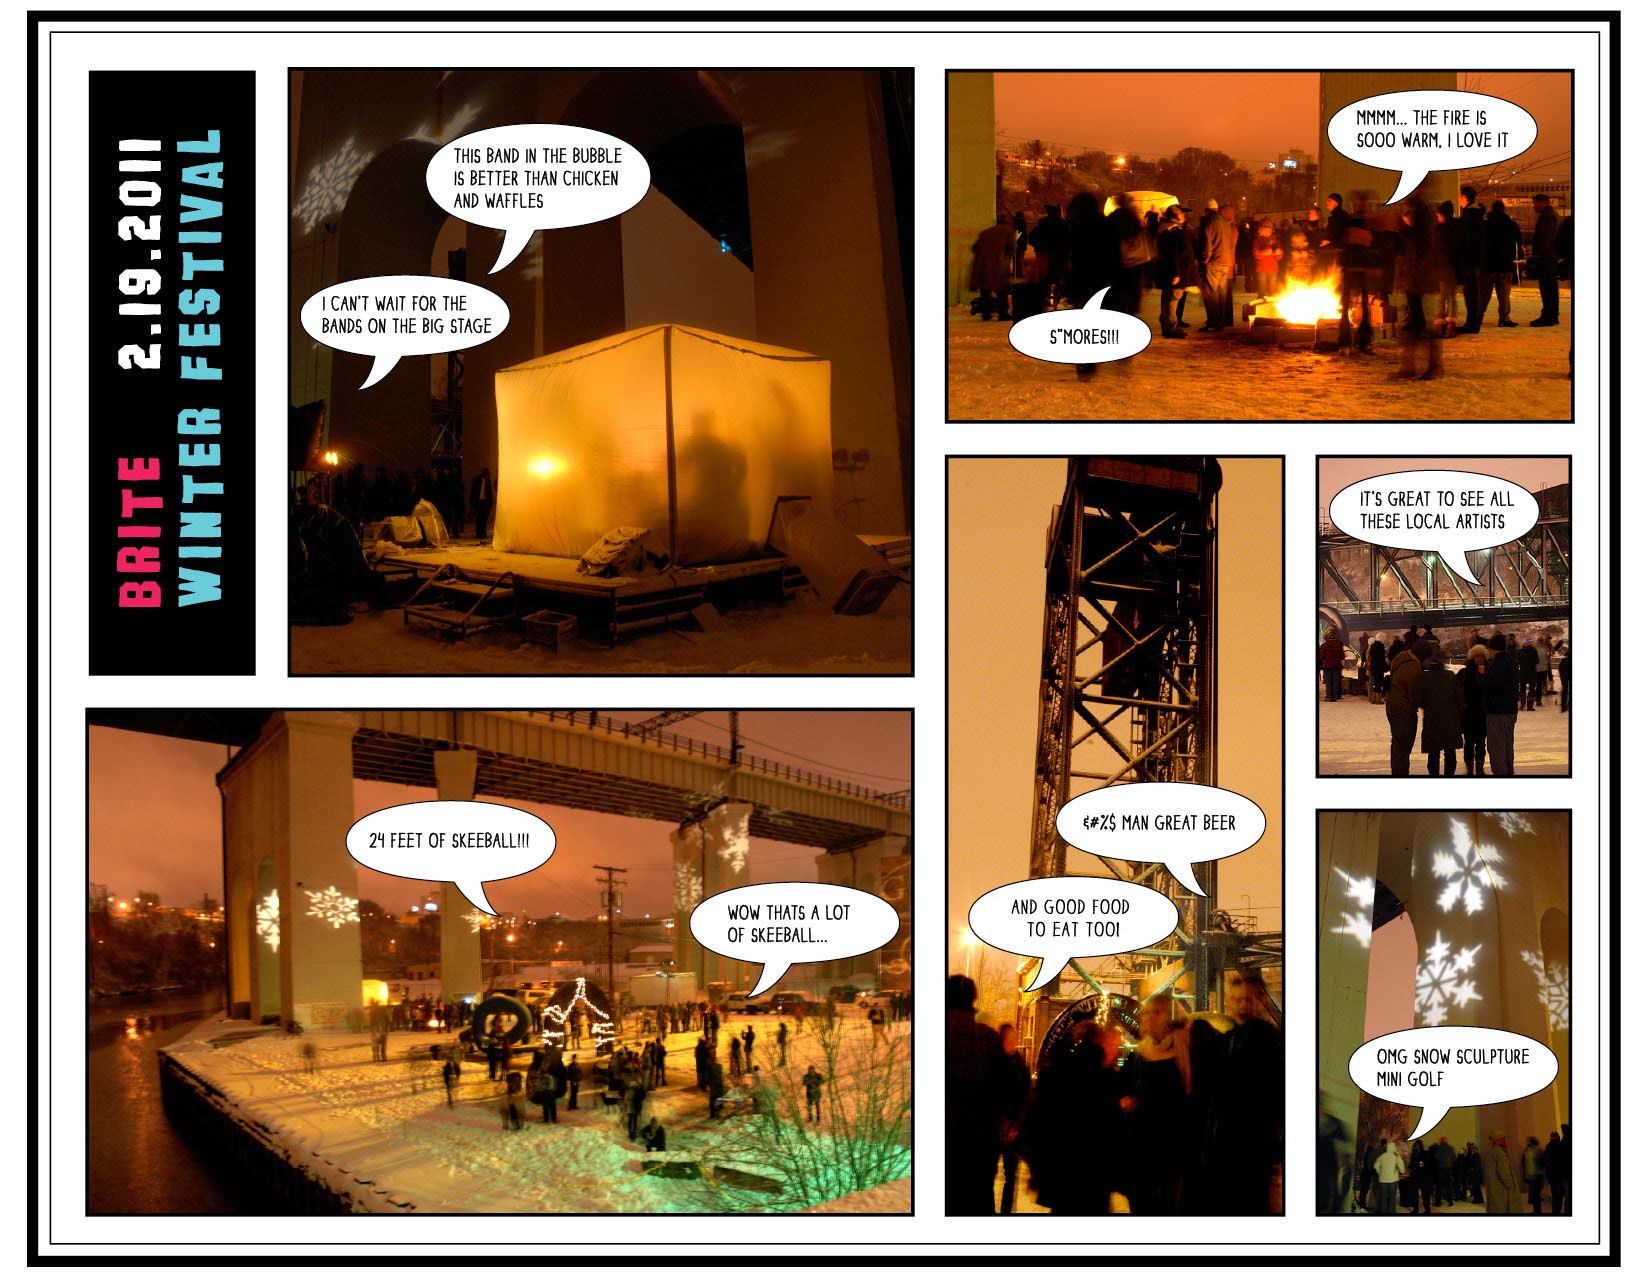 BRITE 2.19.2011
WINTER FESTIVAL
THIS BAND IN THE BUBBLE
IS BETTER THAN CHICKEN
AND WAFFLES
I CAN'T WAIT FOR THE
BANDS ON THE BIG STAGE
MMMM... THE FIRE IS
SOOO WARM, I LOVE IT
S"MORES!!!
IT'S GREAT TO SEE ALL
THESE LOCAL ARTISTS
24 FEET OF SKEEBALL!!!
WOW THATS A LOT
OF SKEEBALL...
&#%$ MAN GREAT BEER
AND GOOD FOOD
TO EAT TOO!
OMG SNOW SCULPTURE
MINI GOLF